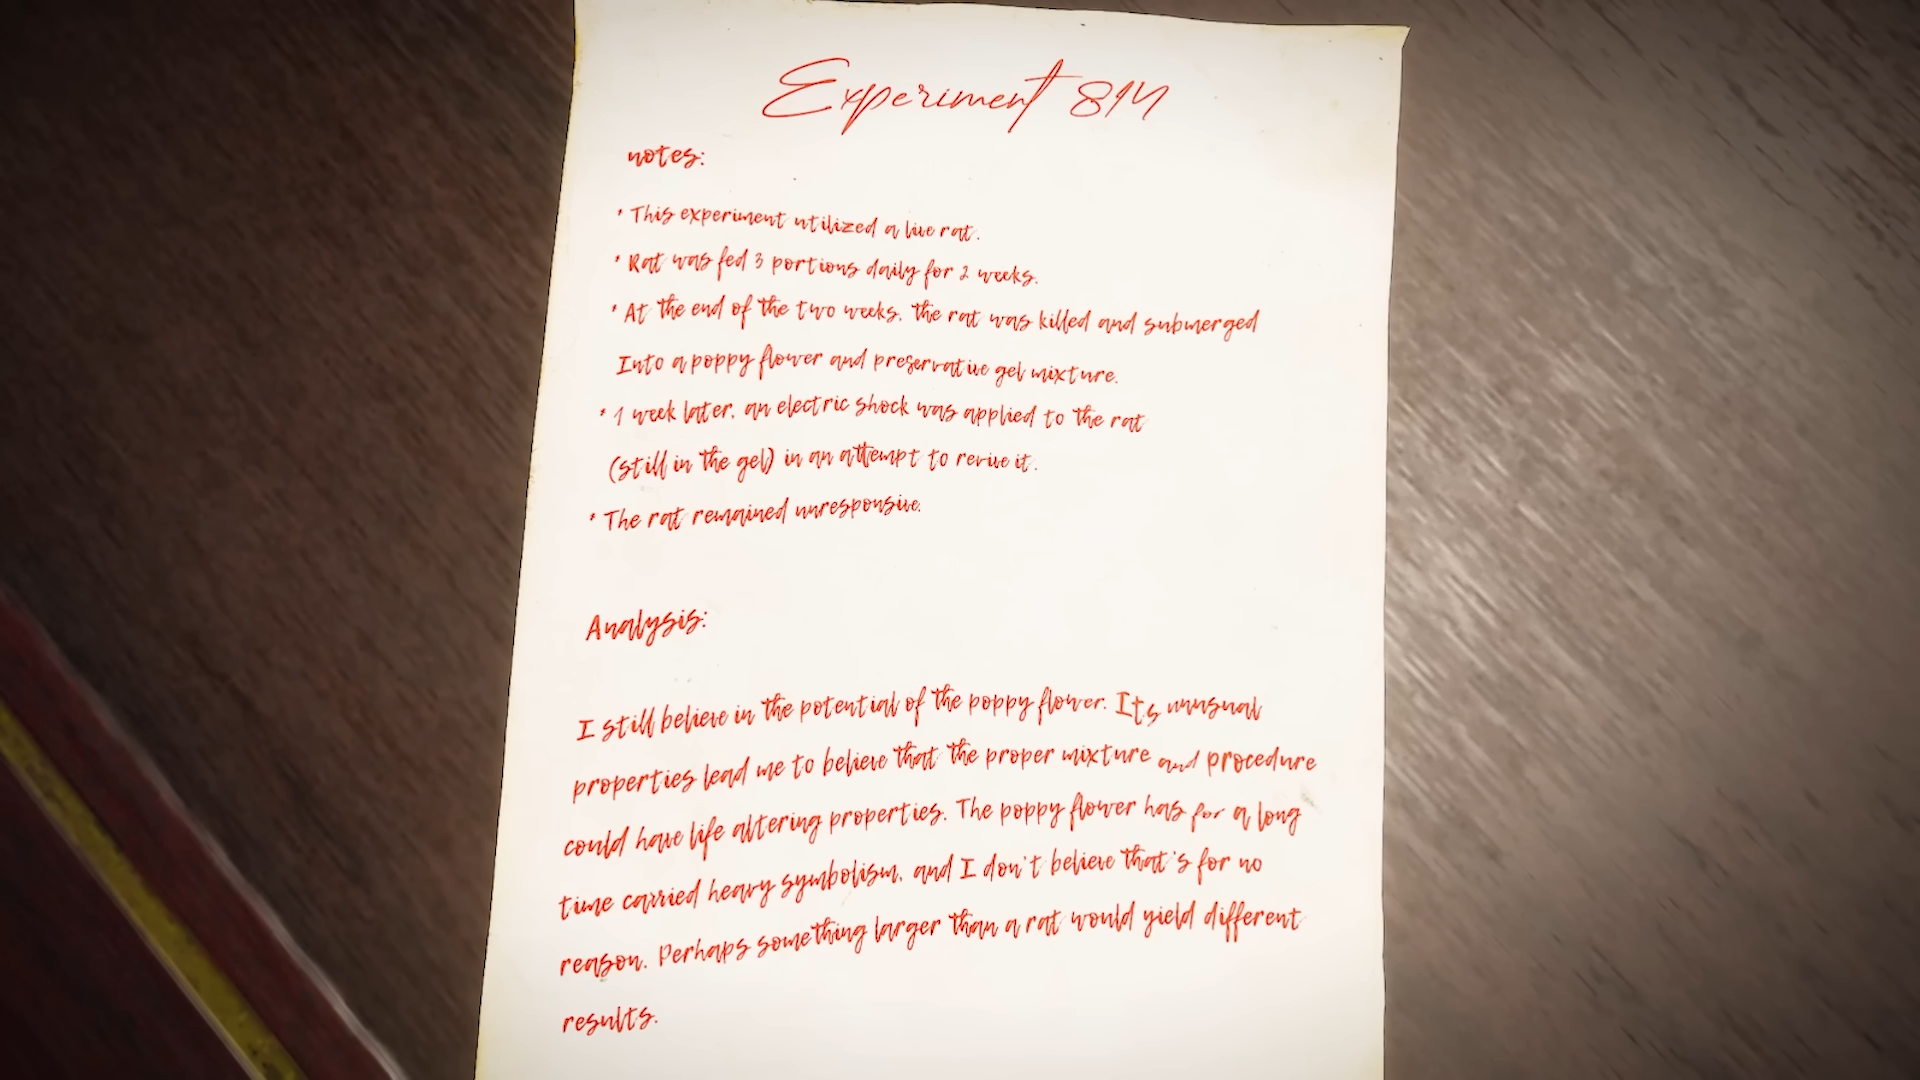 Experiment 814
notes:
* This experiment utilized a live rat.
* Rat was fed 3 portions daily for 2 weeks.
* At the end of the two weeks, the rat was killed and submerged
Into a poppy flower and preservative gel mixture.
* 1 week later, an electric shock was applied to the rat
(still in the gel) in an attempt to revive it.
* The rat remained unresponsive.
Analysis:
I still believe in the potential of the poppy flower. Its unusual
properties lead me to believe that the proper mixture and procedure
could have life altering properties. The poppy flower has for a long
time carried heavy symbolism, and I don't believe that's for no
reason. Perhaps something larger than a rat would yield different
results.